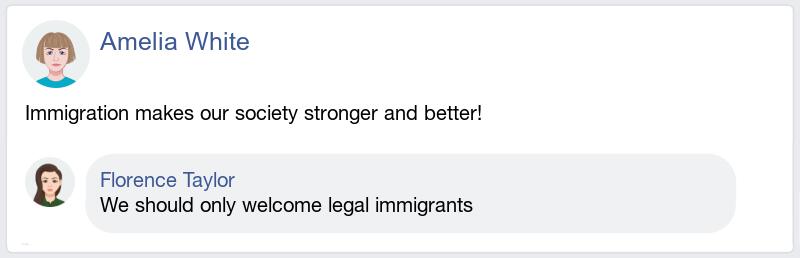 Amelia White
Immigration makes our society stronger and better!
Florence Taylor
We should only welcome legal immigrants